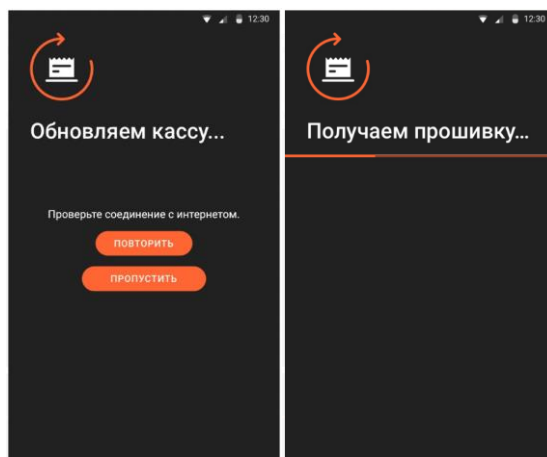 12:30
Обновляем кассу...
Проверьте соединение с интернетом.
ПОВТОРИТЬ
ПРОПУСТИТЬ
12:30
Получаем прошивку...